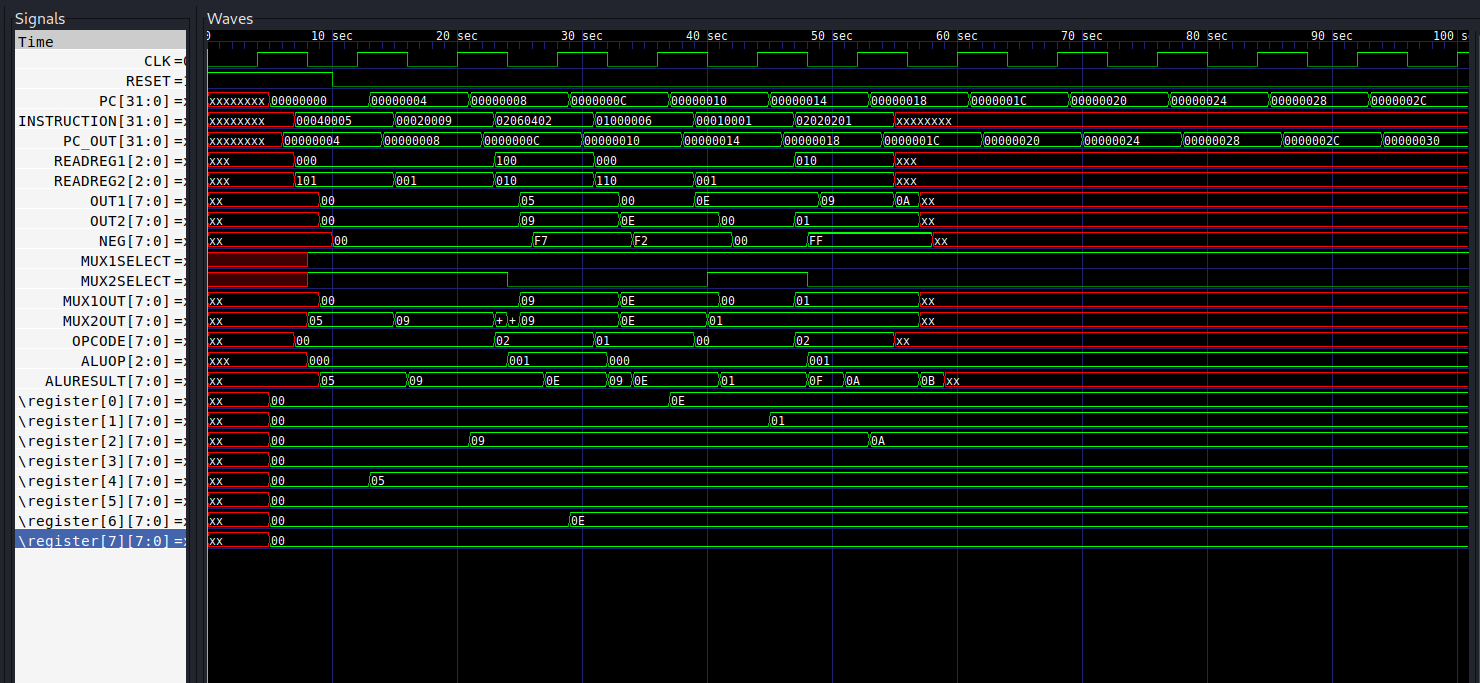 Signals Waves
Time 0 10 sec 20 sec 30 sec 40 sec 50 sec 60 sec 70 sec 80 sec 90 sec 100 s
CLK =0
RESET =1
PC[31:0] =x xxxxxxxx 00000000 00000004 00000008 0000000C 00000010 00000014 00000018 0000001C 00000020 00000024 00000028 0000002C
INSTRUCTION[31:0] =x xxxxxxxx 00040005 00020009 02060402 01000006 00010001 02020201 xxxxxxxx
PC_OUT[31:0] =x xxxxxxxx 00000004 00000008 0000000C 00000010 00000014 00000018 0000001C 00000020 00000024 00000028 0000002C 00000030
READREG1[2:0] =x xxx 000 100 000 010 xxx
READREG2[2:0] =x xxx 101 001 010 110 001 xxx
OUT1[7:0] =x xx 00 05 00 0E 09 0A xx
OUT2[7:0] =x xx 00 09 0E 00 01 xx
NEG[7:0] =x xx 00 F7 F2 00 FF xx
MUX1SELECT =x
MUX2SELECT =x
MUX1OUT[7:0] =x xx 00 09 0E 00 01 xx
MUX2OUT[7:0] =x xx 05 09 + + 09 0E 01 xx
OPCODE[7:0] =x xx 00 02 01 00 02 xx
ALUOP[2:0] =x xxx 000 001 000 001
ALURESULT[7:0] =x xx 05 09 0E 09 0E 01 0F 0A 0B xx
\register[0][7:0] =x xx 00 0E
\register[1][7:0] =x xx 00 01
\register[2][7:0] =x xx 00 09 0A
\register[3][7:0] =x xx 00
\register[4][7:0] =x xx 00 05
\register[5][7:0] =x xx 00
\register[6][7:0] =x xx 00 0E
\register[7][7:0] =x xx 00